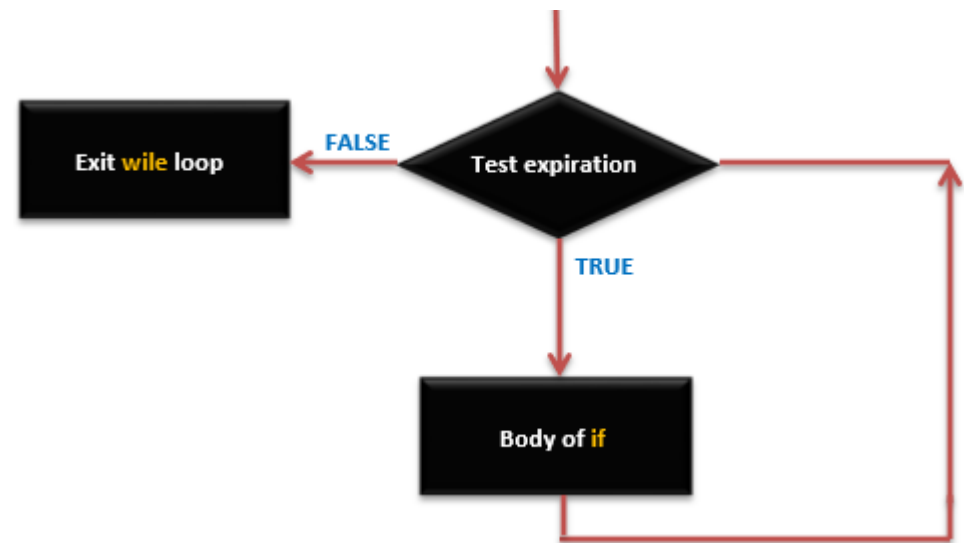 FALSE
Exit wile loop
Test expiration
TRUE
Body of if